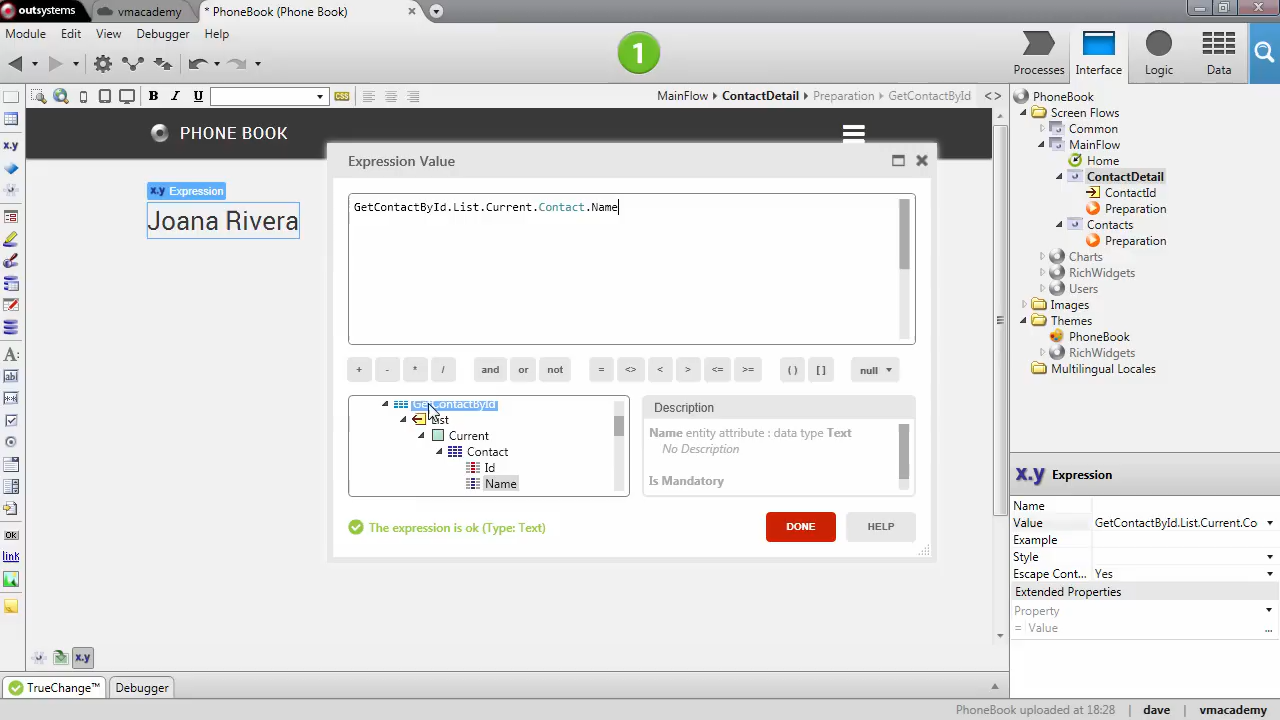 outsystems
vmacademy
* PhoneBook (Phone Book)
Module Edit View Debugger Help
1
Processes Interface Logic Data
B I U
CSS
MainFlow ContactDetail Preparation GetContactById <>
PHONE BOOK
x.y Expression
Joana Rivera
Expression Value
GetContactById.List.Current.Contact.Name
+ - * / and or not = <> < > <= >= ( ) [ ] null
GetContactById
List
Current
Contact
Id
Name
Description
Name entity attribute : data type Text
No Description
Is Mandatory
The expression is ok (Type: Text)
DONE HELP
PhoneBook
Screen Flows
Common
MainFlow
Home
ContactDetail
ContactId
Preparation
Contacts
Preparation
Charts
RichWidgets
Users
Images
Themes
PhoneBook
RichWidgets
Multilingual Locales
x.y Expression
Name
Value GetContactById.List.Current.Co
Example
Style
Escape Cont... Yes
Extended Properties
Property
= Value ...
x.y
A
OK
link
x.y
TrueChange™ Debugger
PhoneBook uploaded at 18:28 dave vmacademy